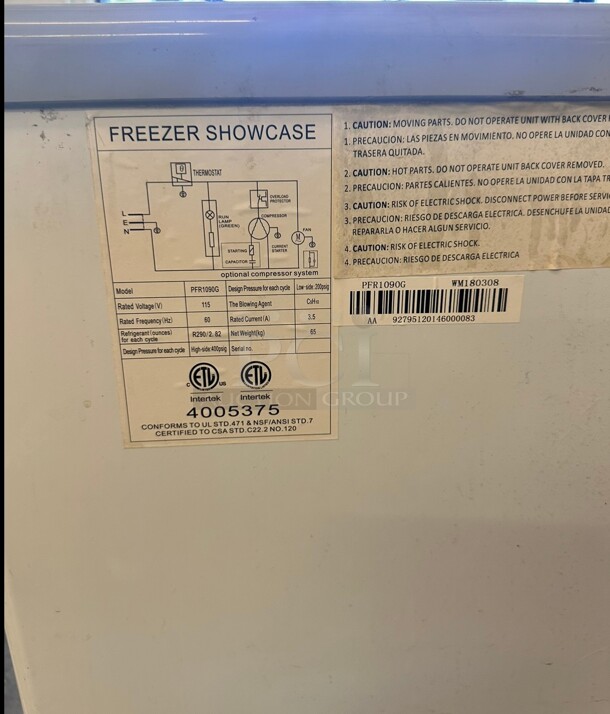 FREEZER SHOWCASE
THERMOSTAT
L
E
N
RUN
LAMP
(GREEN)
OVERLOAD
PROTECTOR
COMPRESSOR
FAN
M
STARTING
CAPACITOR
CURRENT
STARTER
optional compressor system
Model PFR1090G Design Pressure for each cycle Low-side:200psig
Rated Voltage(V) 115 The Blowing Agent C5H10
Rated Frequency(Hz) 60 Rated Current(A) 3.5
Refrigerant(ounces) for each cycle R290/2.82 Net Weight(kg) 65
Design Pressure for each cycle High-side:400psig Serial no.
C ETL US ETL
Intertek Intertek
4005375
CONFORMS TO UL STD.471 & NSF/ANSI STD.7
CERTIFIED TO CSA STD.C22.2 NO.120
1. CAUTION: MOVING PARTS. DO NOT OPERATE UNIT WITH BACK COVER
1. PRECAUCION: LAS PIEZAS EN MOVIMIENTO. NO OPERE LA UNIDAD CON
TRASERA QUITADA.
2. CAUTION: HOT PARTS. DO NOT OPERATE UNIT BACK COVER REMOVED.
2. PRECAUCION: PARTES CALIENTES. NO OPERE LA UNIDAD CON LA TAPA
3. CAUTION: RISK OF ELECTRIC SHOCK. DISCONNECT POWER BEFORE
3. PRECAUCION: RIESGO DE DESCARGA ELECTRICA. DESENCHUFE LA
REPARARLA O HACER ALGUN SERVICIO.
4. CAUTION: RISK OF ELECTRIC SHOCK.
4. PRECAUCION: RIESGO DE DESCARGA ELECTRICA
PFR1090G WM180308
AA 92795120146000083
GROUP